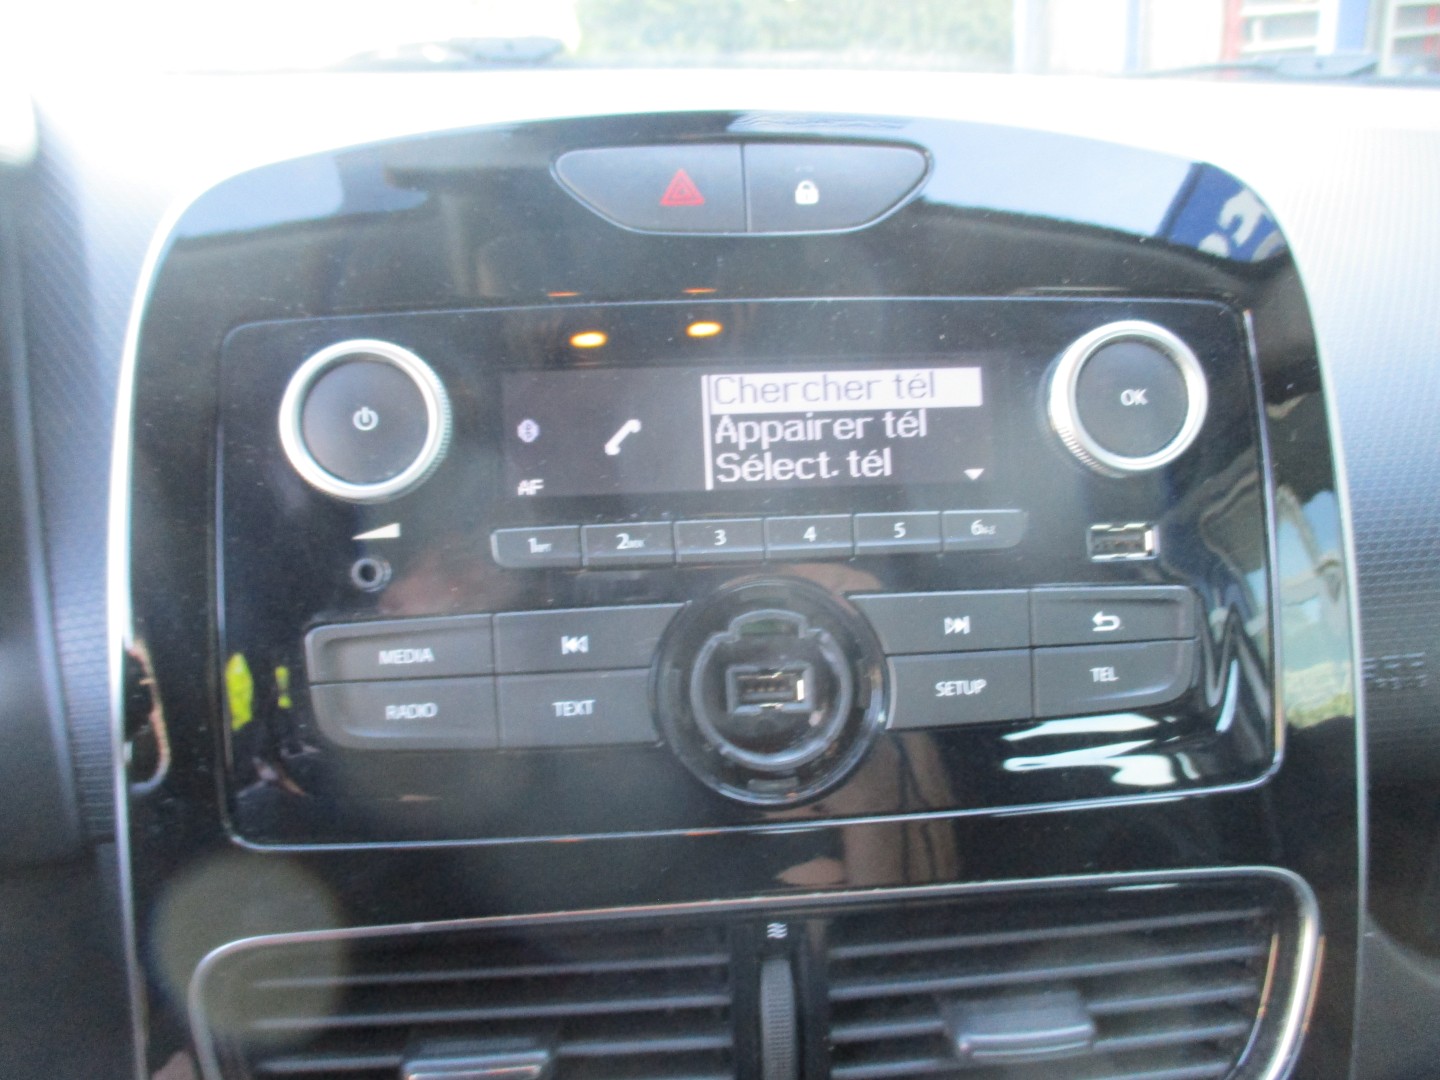 Chercher tél
Appairer tél
Sélect. tél
AF
OK
1
2
3
4
5
6
MEDIA
RADIO
TEXT
SETUP
TEL